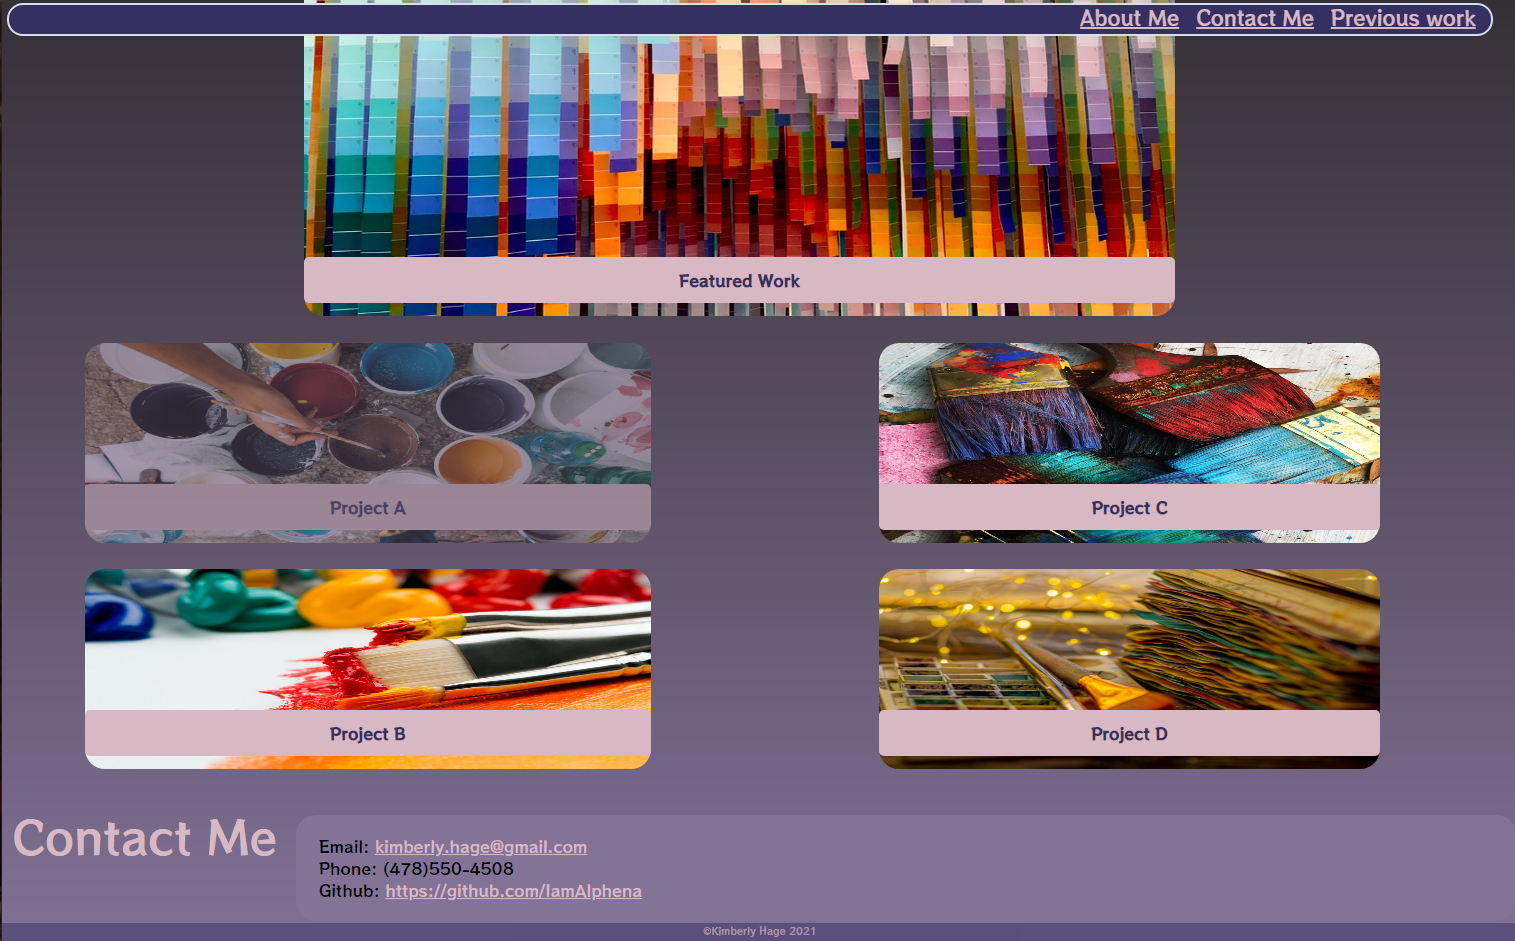 About Me Contact Me Previous work
Featured Work
Project A
Project C
Project B
Project D
Contact Me
Email: kimberly.hage@gmail.com
Phone: (478)550-4508
Github: https://github.com/IamAlphena
©Kimberly Hage 2021